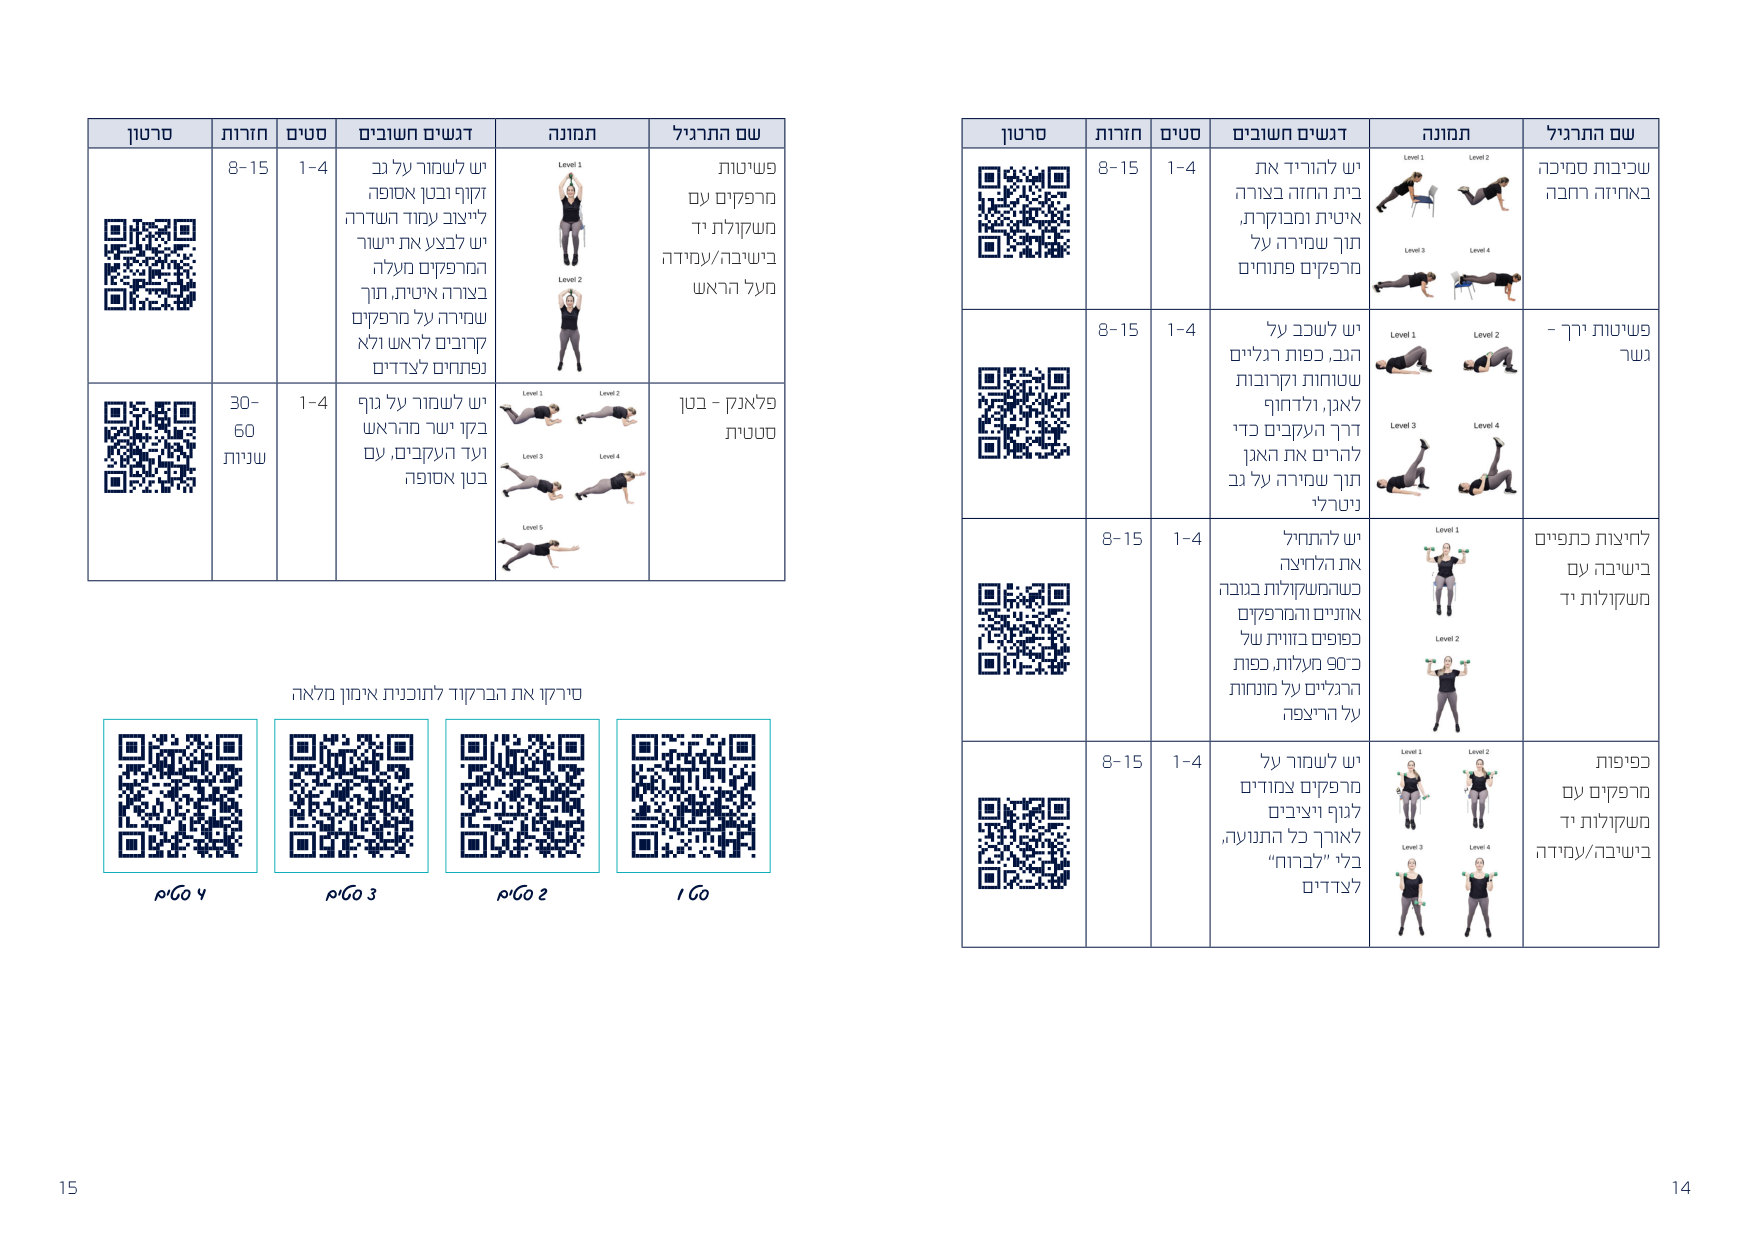 שם התרגיל תמונה דגשים חשובים סטים חזרות סרטון
שכיבות סמיכה
באחיזה רחבה
Level 1 Level 2
Level 3 Level 4
יש להוריד את
בית החזה בצורה
איטית ומבוקרת,
תוך שמירה על
מרפקים פתוחים
1-4
8-15
פשיטות ירך -
גשר
Level 1 Level 2
Level 3 Level 4
יש לשכב על
הגב, כפות רגליים
שטוחות וקרובות
לאגן, ולדחוף
דרך העקבים כדי
להרים את האגן
תוך שמירה על גב
ניטרלי
1-4
8-15
לחיצות כתפיים
בישיבה עם
משקולות יד
Level 1
Level 2
יש להתחיל
את הלחיצה
כשהמשקולות בגובה
אוזניים והמרפקים
כפופים בזווית של
כ־90 מעלות, כפות
הרגליים על מונחות
על הריצפה
1-4
8-15
כפיפות
מרפקים עם
משקולות יד
בישיבה/עמידה
Level 1 Level 2
Level 3 Level 4
יש לשמור על
מרפקים צמודים
לגוף ויציבים
לאורך כל התנועה,
בלי "לברוח"
לצדדים
1-4
8-15
14
שם התרגיל תמונה דגשים חשובים סטים חזרות סרטון
פשיטות
מרפקים עם
משקולת יד
בישיבה/עמידה
מעל הראש
Level 1
Level 2
יש לשמור על גב
זקוף ובטן אסופה
לייצוב עמוד השדרה
יש לבצע את יישור
המרפקים מעלה
בצורה איטית, תוך
שמירה על מרפקים
קרובים לראש ולא
נפתחים לצדדים
1-4
8-15
פלאנק - בטן
סטטית
Level 1 Level 2
Level 3 Level 4
Level 5
יש לשמור על גוף
בקו ישר מהראש
ועד העקבים, עם
בטן אסופה
1-4
30-
60
שניות
סירקו את הברקוד לתוכנית אימון מלאה
סט 1 2 סטים 3 סטים 4 סטים
15